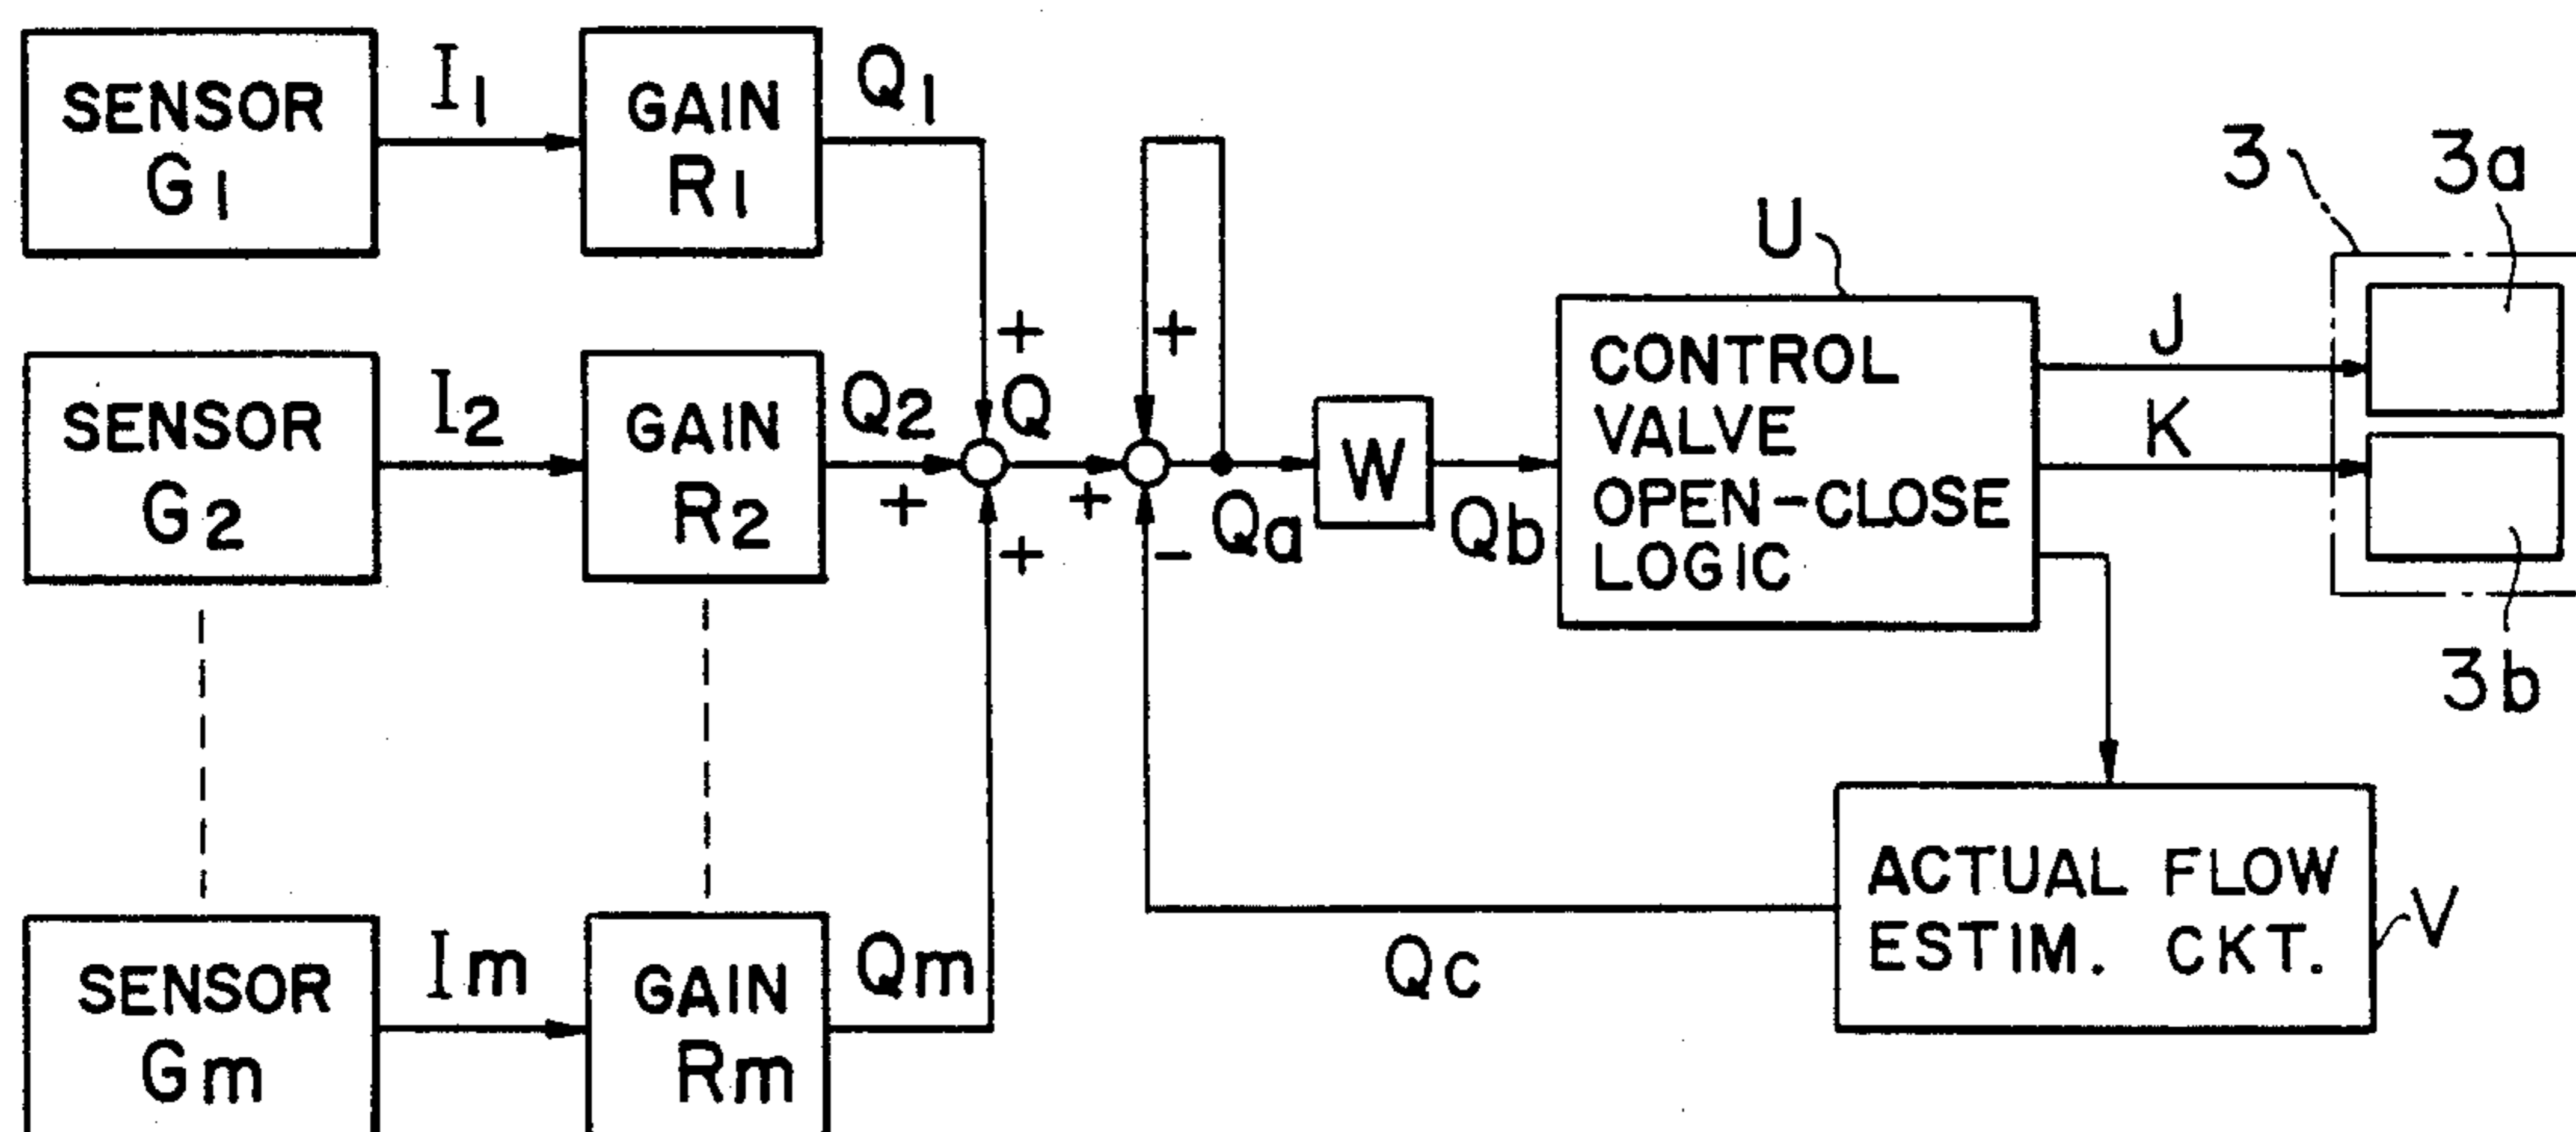 SENSOR
G1
I1
GAIN
R1
Q1
SENSOR
G2
I2
GAIN
R2
Q2
+
+
+
Q
SENSOR
Gm
Im
GAIN
Rm
Qm
+
+
-
Qa
W
Qb
U
CONTROL
VALVE
OPEN-CLOSE
LOGIC
J
K
3
3a
3b
ACTUAL FLOW
ESTIM. CKT.
V
Qc